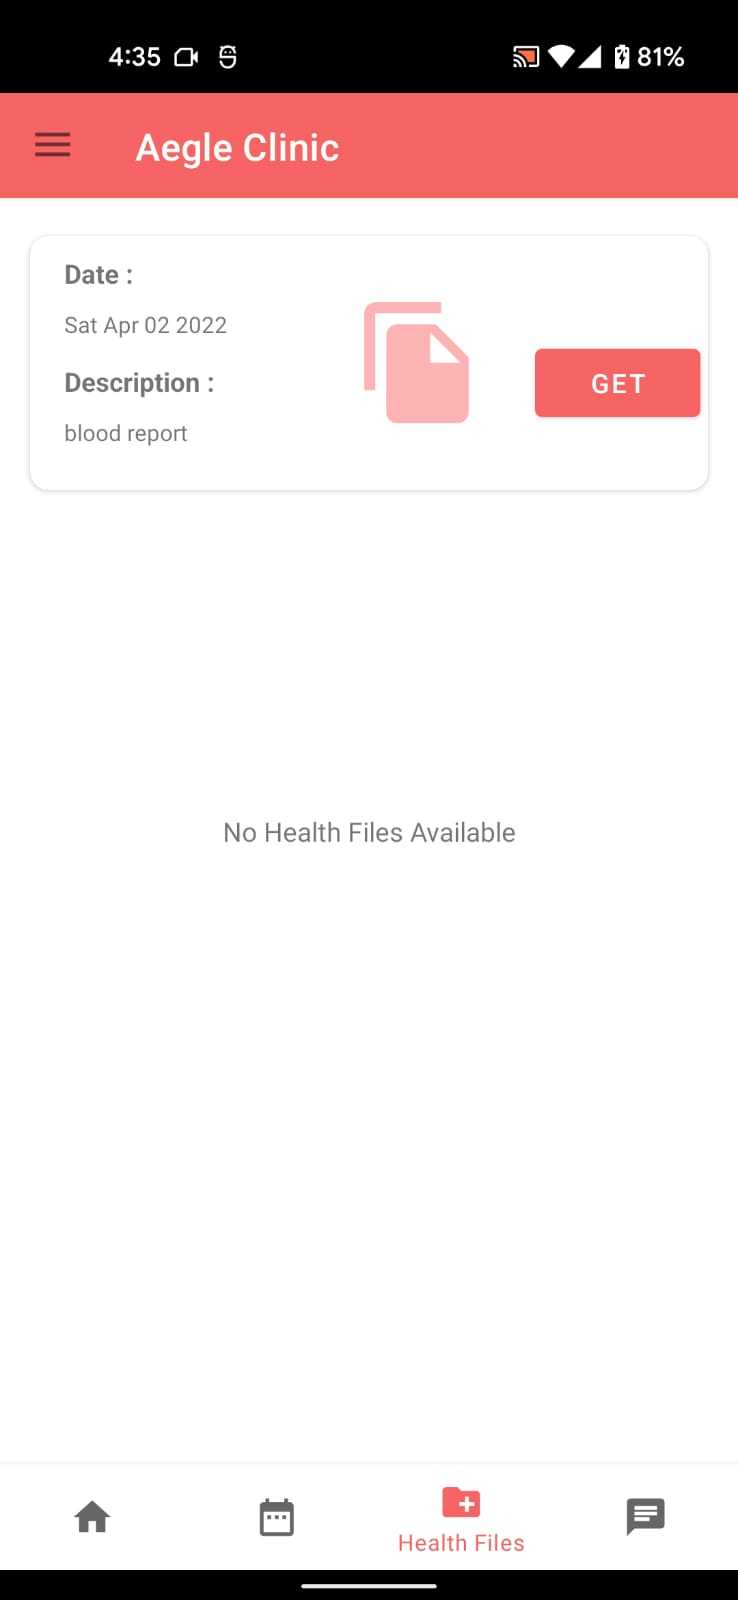 4:35
81%
Aegle Clinic
Date :
Sat Apr 02 2022
Description :
blood report
GET
No Health Files Available
Health Files